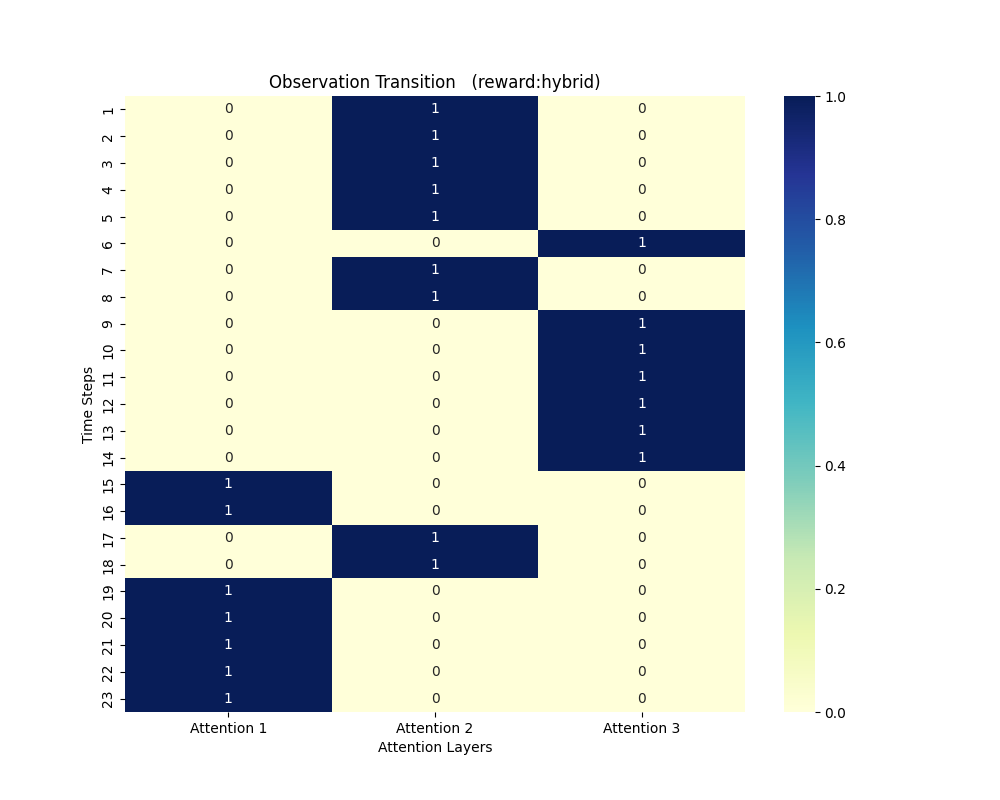 Observation Transition   (reward:hybrid)
1 0 1 0
2 0 1 0
3 0 1 0
4 0 1 0
5 0 1 0
6 0 0 1
7 0 1 0
8 0 1 0
9 0 0 1
10 0 0 1
11 0 0 1
12 0 0 1
13 0 0 1
14 0 0 1
15 1 0 0
16 1 0 0
17 0 1 0
18 0 1 0
19 1 0 0
20 1 0 0
21 1 0 0
22 1 0 0
23 1 0 0
Time Steps
Attention 1 Attention 2 Attention 3
Attention Layers
1.0
0.8
0.6
0.4
0.2
0.0